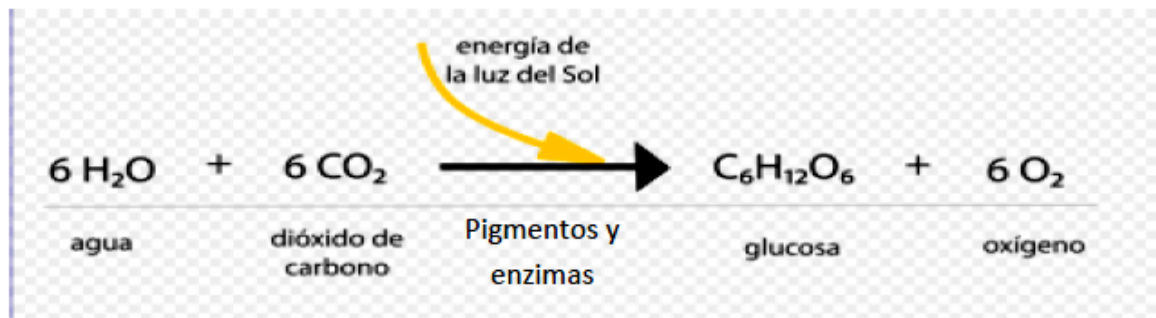 energía de
la luz del Sol
6 H₂O + 6 CO₂ C₆H₁₂O₆ + 6 O₂
agua
dióxido de
carbono
Pigmentos y
enzimas
glucosa
oxígeno